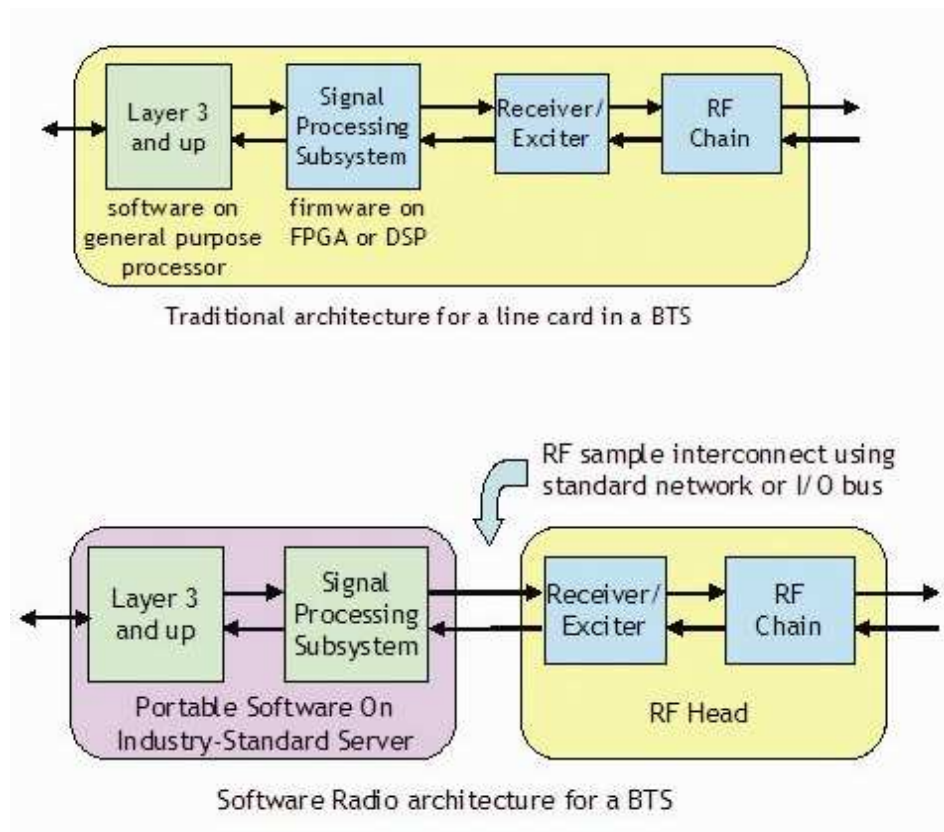 Layer 3
and up
Signal
Processing
Subsystem
Receiver/
Exciter
RF
Chain
software on
general purpose
processor
firmware on
FPGA or DSP
Traditional architecture for a line card in a BTS
RF sample interconnect using
standard network or I/O bus
Layer 3
and up
Signal
Processing
Subsystem
Receiver/
Exciter
RF
Chain
Portable Software On
Industry-Standard Server
RF Head
Software Radio architecture for a BTS